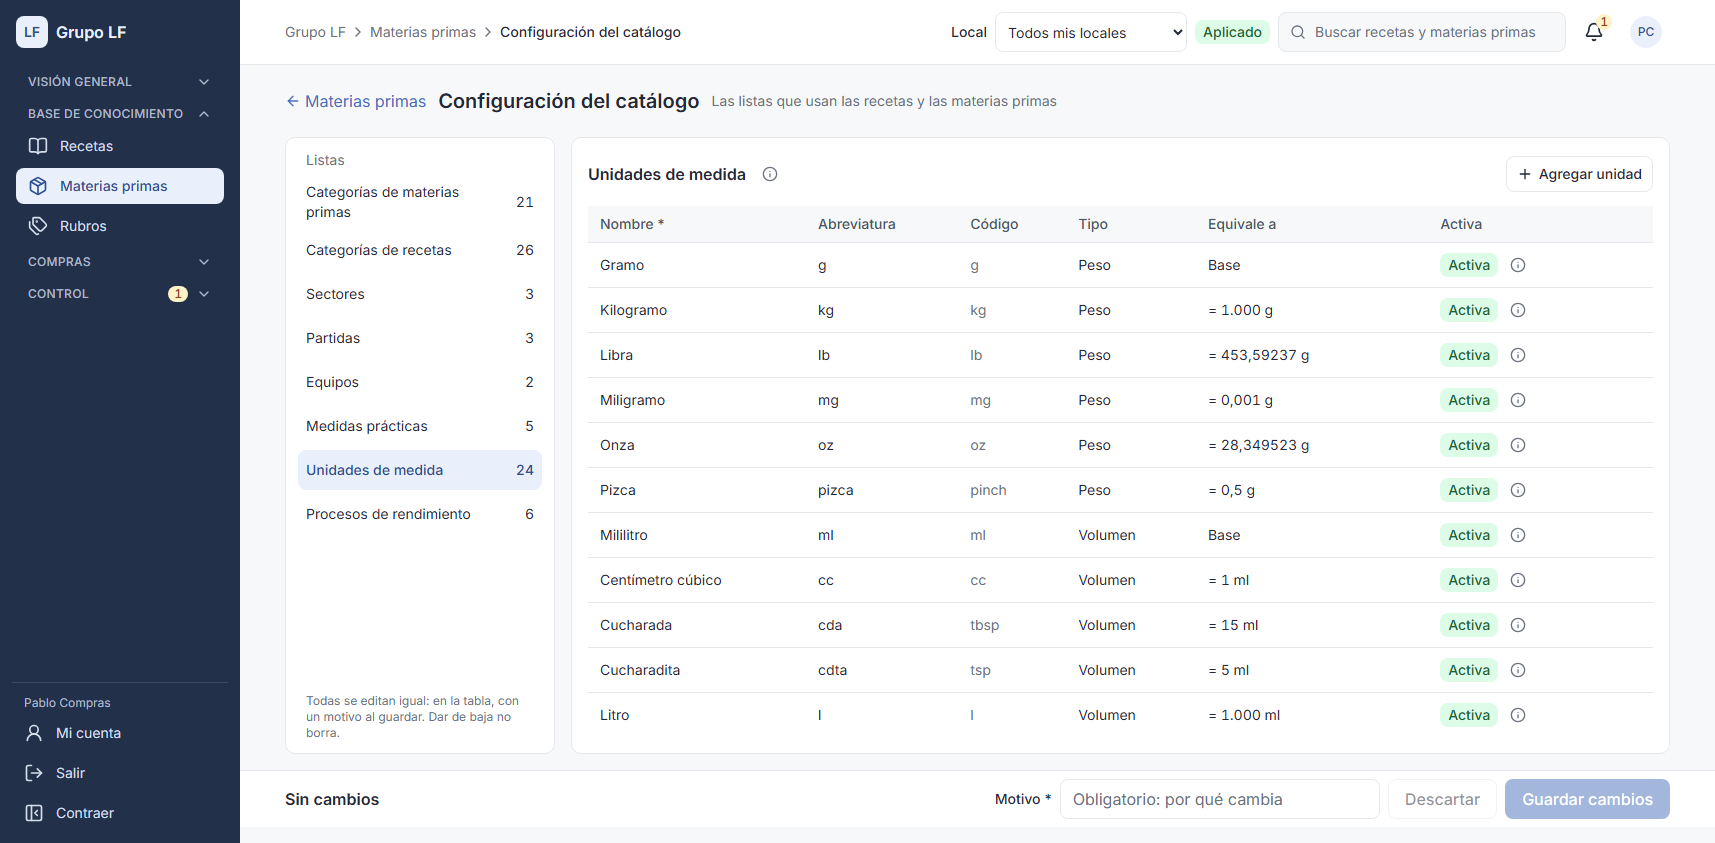 LF Grupo LF
VISIÓN GENERAL
BASE DE CONOCIMIENTO
Recetas
Materias primas
Rubros
COMPRAS
CONTROL 1
Pablo Compras
Mi cuenta
Salir
Contraer
Grupo LF > Materias primas > Configuración del catálogo
Local Todos mis locales Aplicado Buscar recetas y materias primas 1 PC
← Materias primas Configuración del catálogo Las listas que usan las recetas y las materias primas
Listas
Categorías de materias
primas 21
Categorías de recetas 26
Sectores 3
Partidas 3
Equipos 2
Medidas prácticas 5
Unidades de medida 24
Procesos de rendimiento 6
Todas se editan igual: en la tabla, con
un motivo al guardar. Dar de baja no
borra.
Unidades de medida + Agregar unidad
Nombre * Abreviatura Código Tipo Equivale a Activa
Gramo g g Peso Base Activa
Kilogramo kg kg Peso = 1.000 g Activa
Libra lb lb Peso = 453,59237 g Activa
Miligramo mg mg Peso = 0,001 g Activa
Onza oz oz Peso = 28,349523 g Activa
Pizca pizca pinch Peso = 0,5 g Activa
Mililitro ml ml Volumen Base Activa
Centímetro cúbico cc cc Volumen = 1 ml Activa
Cucharada cda tbsp Volumen = 15 ml Activa
Cucharadita cdta tsp Volumen = 5 ml Activa
Litro l l Volumen = 1.000 ml Activa
Sin cambios Motivo * Obligatorio: por qué cambia Descartar Guardar cambios